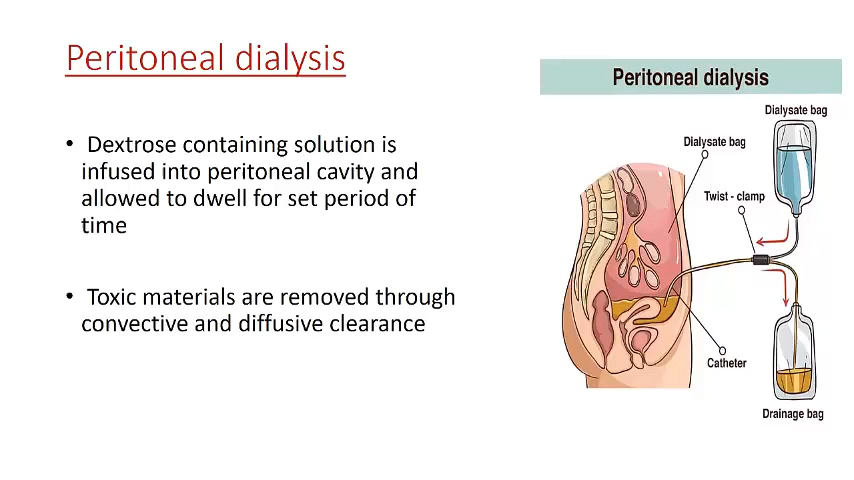 Peritoneal dialysis
• Dextrose containing solution is
infused into peritoneal cavity and
allowed to dwell for set period of
time
• Toxic materials are removed through
convective and diffusive clearance
Peritoneal dialysis
Dialysate bag
Dialysate bag
Twist - clamp
Catheter
Drainage bag